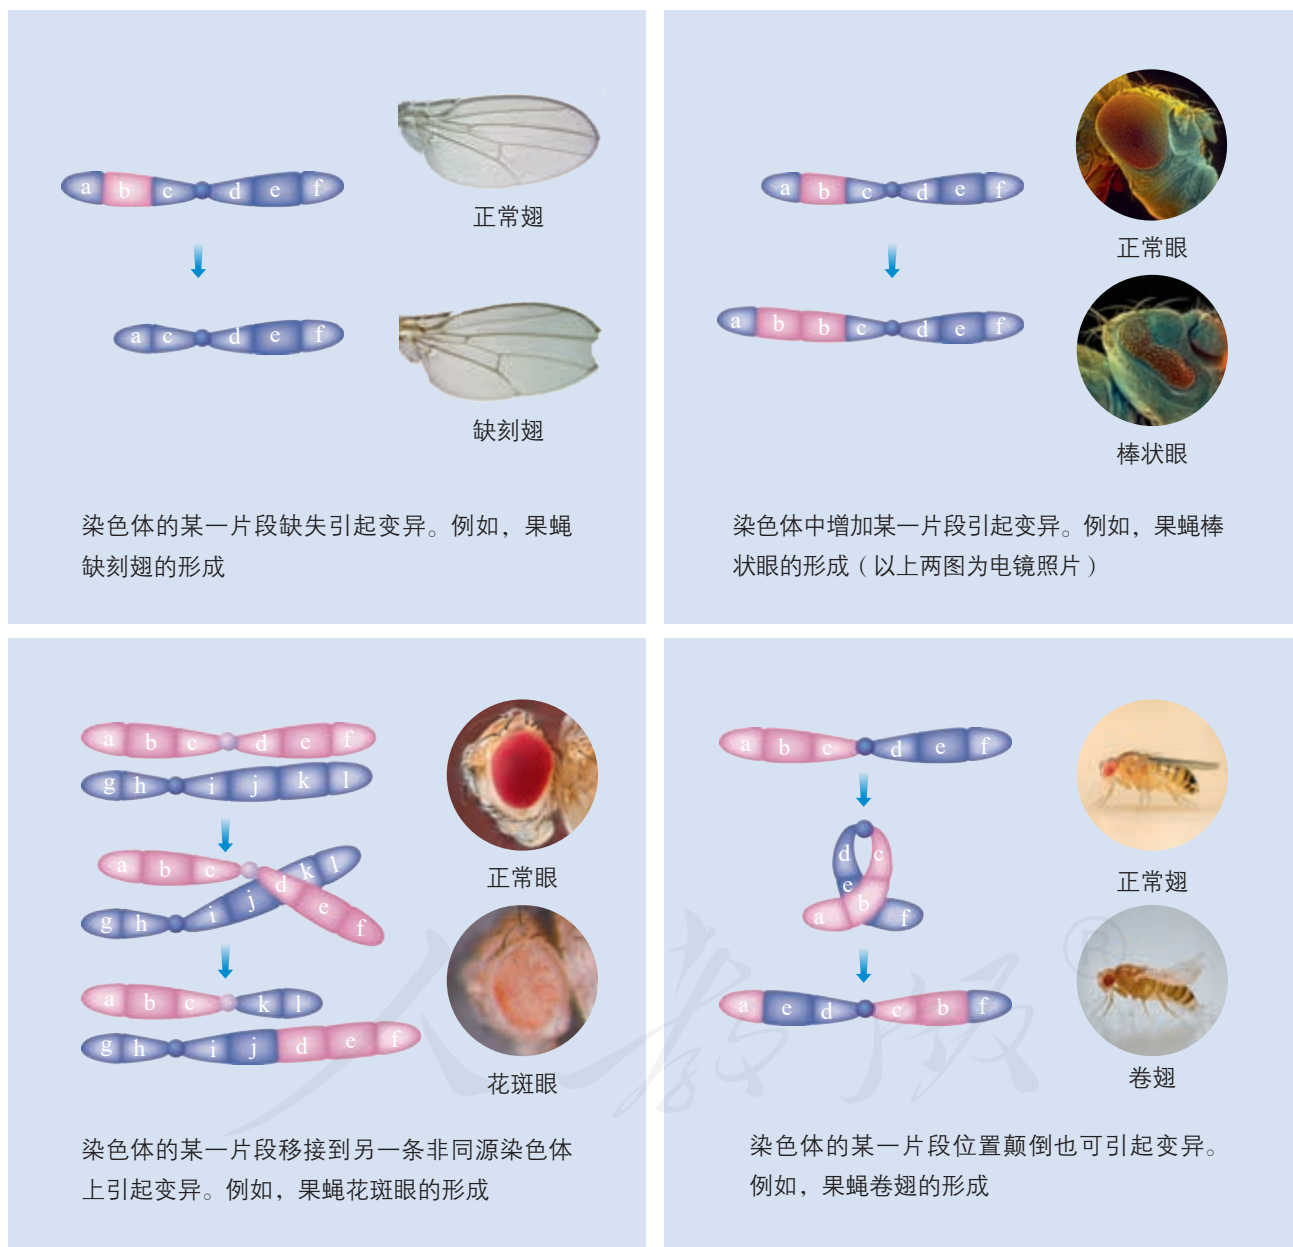 a b c d e f
正常翅
a c d e f
缺刻翅
染色体的某一片段缺失引起变异。例如，果蝇
缺刻翅的形成
a b c d e f
正常眼
a b b c d e f
棒状眼
染色体中增加某一片段引起变异。例如，果蝇棒
状眼的形成（以上两图为电镜照片）
a b c d e f
g h i j k l
正常眼
a b c d e f
g h i j k l
a b c k l
g h i j d e f
花斑眼
染色体的某一片段移接到另一条非同源染色体
上引起变异。例如，果蝇花斑眼的形成
a b c d e f
正常翅
d c
e b
a f
a e d c b f
卷翅
染色体的某一片段位置颠倒也可引起变异。
例如，果蝇卷翅的形成
人教版®